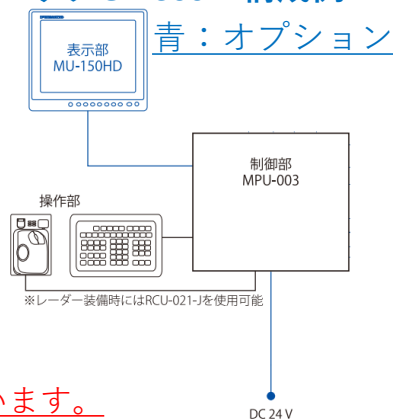 青：オプション
表示部
MU-150HD
制御部
MPU-003
操作部
※レーダー装備時にはRCU-021-Jを使用可能
います。
DC 24 V